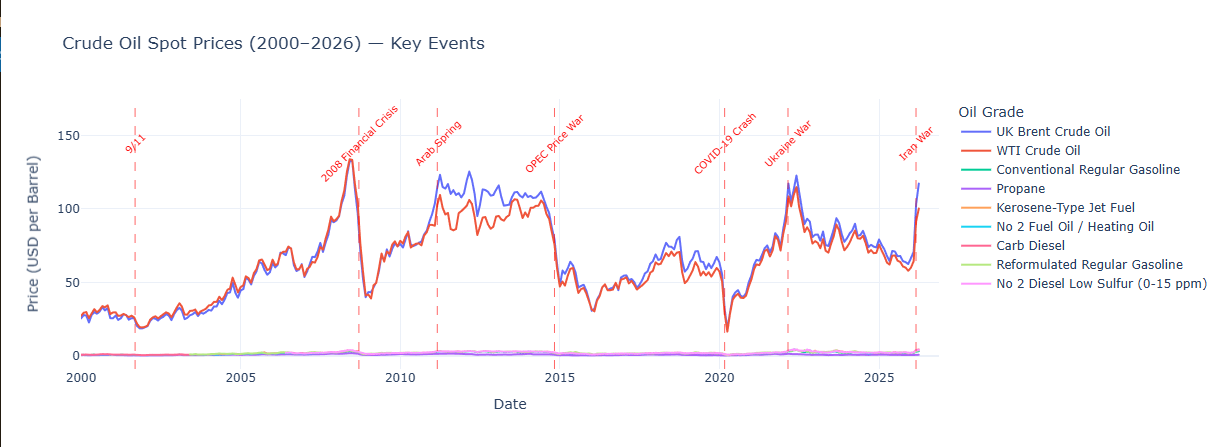 Crude Oil Spot Prices (2000–2026) — Key Events
Price (USD per Barrel)
150
100
50
0
9/11
2008 Financial Crisis
Arab Spring
OPEC Price War
COVID-19 Crash
Ukraine War
Iran War
2000
2005
2010
2015
2020
2025
Date
Oil Grade
UK Brent Crude Oil
WTI Crude Oil
Conventional Regular Gasoline
Propane
Kerosene-Type Jet Fuel
No 2 Fuel Oil / Heating Oil
Carb Diesel
Reformulated Regular Gasoline
No 2 Diesel Low Sulfur (0-15 ppm)